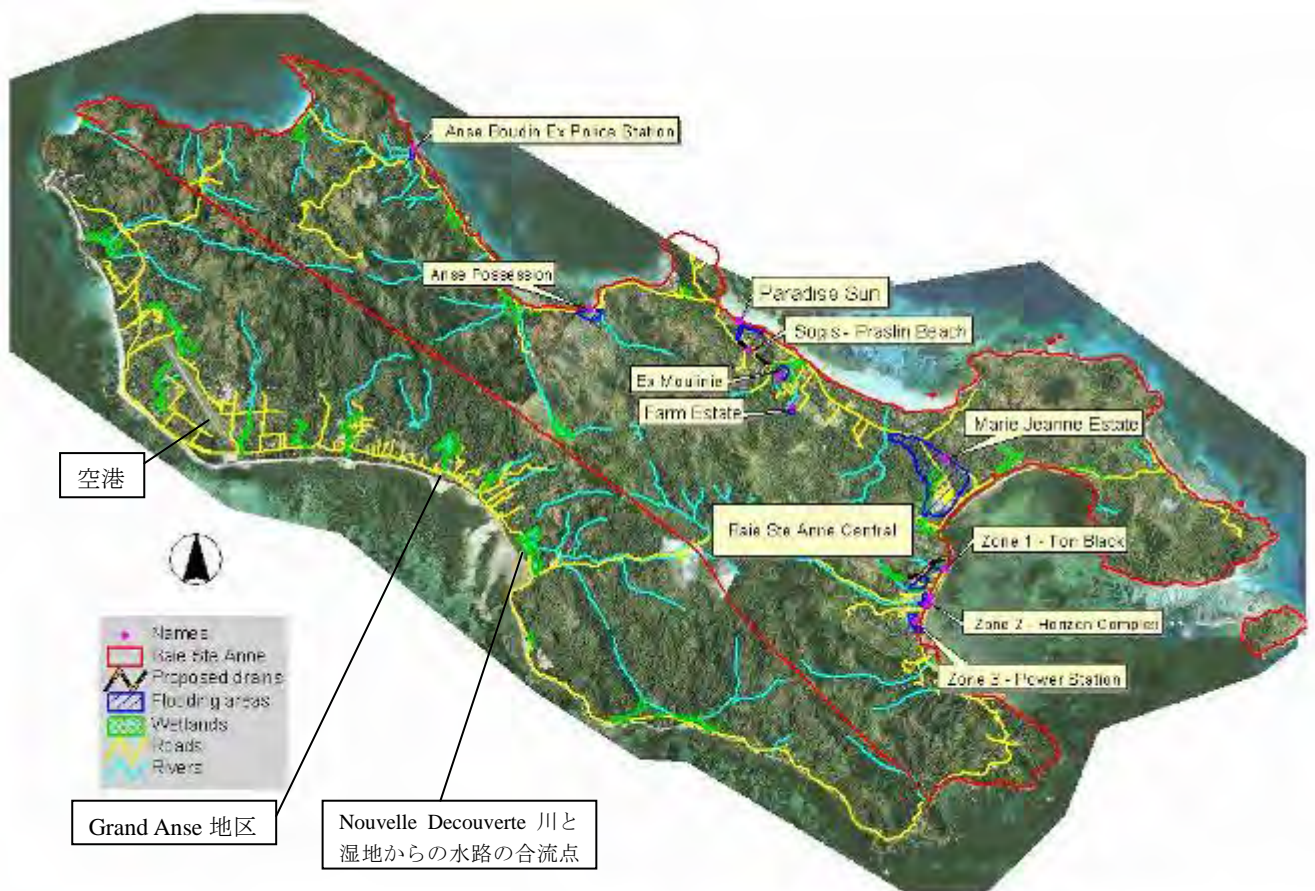 Anse Boudin Ex Police Station
Anse Possession
Paradise Sun
Sogis - Praslin Beach
Ex Moulinie
Farm Estate
Marie Jeanne Estate
空港
Baie Ste Anne Central
Zone 1 - Ton Black
Zone 2 - Horizon Complex
Zone 3 - Power Station
Names
Baie Ste Anne
Proposed drains
Flooding areas
Wetlands
Roads
Rivers
Grand Anse 地区
Nouvelle Decouverte 川と
湿地からの水路の合流点